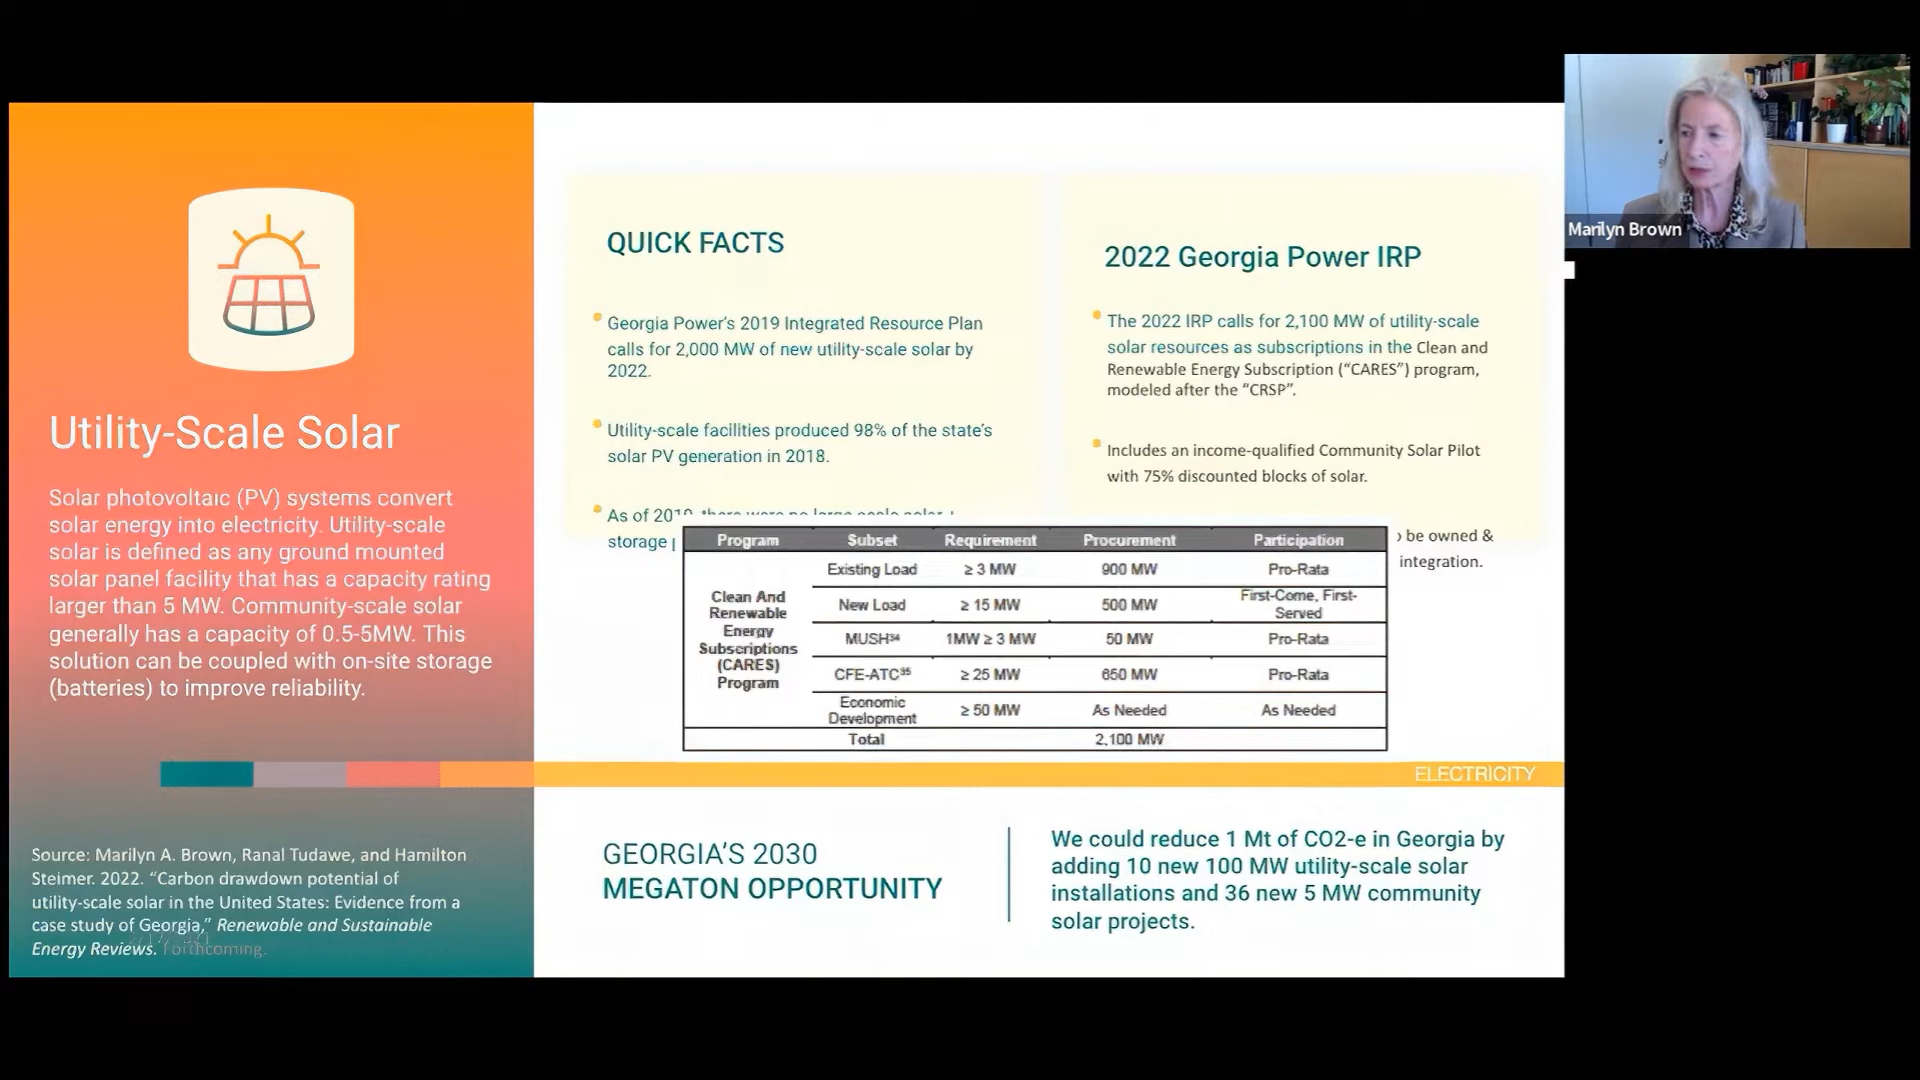 Utility-Scale Solar
Solar photovoltaic (PV) systems convert
solar energy into electricity. Utility-scale
solar is defined as any ground mounted
solar panel facility that has a capacity rating
larger than 5 MW. Community-scale solar
generally has a capacity of 0.5-5MW. This
solution can be coupled with on-site storage
(batteries) to improve reliability.
Source: Marilyn A. Brown, Ranal Tudawe, and Hamilton
Steimer. 2022. “Carbon drawdown potential of
utility-scale solar in the United States: Evidence from a
case study of Georgia,” Renewable and Sustainable
Energy Reviews. Forthcoming.
QUICK FACTS
Georgia Power’s 2019 Integrated Resource Plan
calls for 2,000 MW of new utility-scale solar by
2022.
Utility-scale facilities produced 98% of the state’s
solar PV generation in 2018.
As of 2019, there were no large scale solar +
storage
2022 Georgia Power IRP
The 2022 IRP calls for 2,100 MW of utility-scale
solar resources as subscriptions in the Clean and
Renewable Energy Subscription (“CARES”) program,
modeled after the “CRSP”.
Includes an income-qualified Community Solar Pilot
with 75% discounted blocks of solar.
be owned &
integration.
Program Subset Requirement Procurement Participation
Clean And
Renewable
Energy
Subscriptions
(CARES)
Program
Existing Load ≥ 3 MW 900 MW Pro-Rata
New Load ≥ 15 MW 500 MW First-Come, First-
Served
MUSH³⁴ 1MW ≥ 3 MW 50 MW Pro-Rata
CFE-ATC³⁵ ≥ 25 MW 650 MW Pro-Rata
Economic
Development ≥ 50 MW As Needed As Needed
Total 2,100 MW
ELECTRICITY
GEORGIA’S 2030
MEGATON OPPORTUNITY
We could reduce 1 Mt of CO2-e in Georgia by
adding 10 new 100 MW utility-scale solar
installations and 36 new 5 MW community
solar projects.
Marilyn Brown